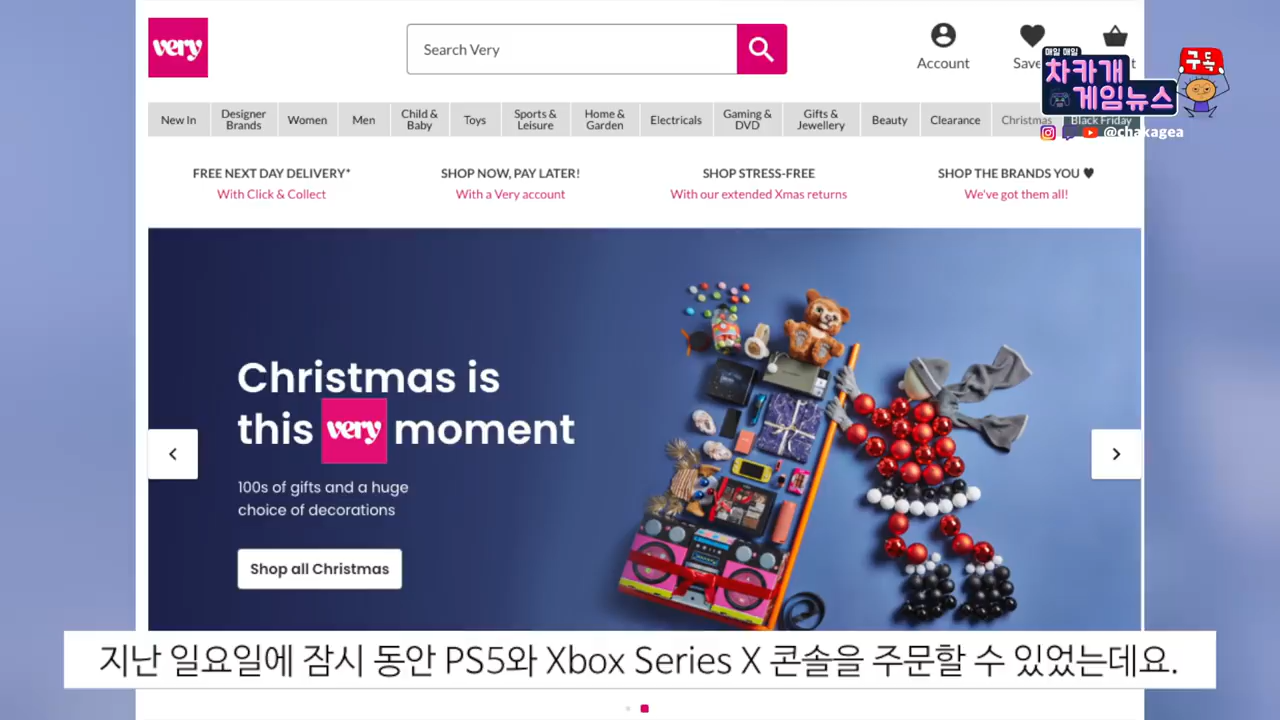 very
Search Very
Account
Save
매일 매일
차카개
게임뉴스
구독
@chakagea
New In
Designer
Brands
Women
Men
Child &
Baby
Toys
Sports &
Leisure
Home &
Garden
Electricals
Gaming &
DVD
Gifts &
Jewellery
Beauty
Clearance
Christmas
Black Friday
FREE NEXT DAY DELIVERY*
With Click & Collect
SHOP NOW, PAY LATER!
With a Very account
SHOP STRESS-FREE
With our extended Xmas returns
SHOP THE BRANDS YOU ♥
We've got them all!
Christmas is
this very moment
100s of gifts and a huge
choice of decorations
Shop all Christmas
지난 일요일에 잠시 동안 PS5와 Xbox Series X 콘솔을 주문할 수 있었는데요.